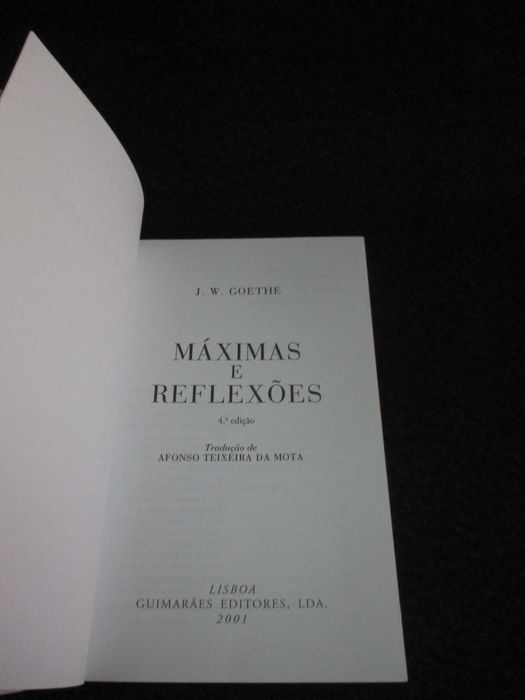 J. W. GOETHE
MÁXIMAS
E
REFLEXÕES
4.ª edição
Tradução de
AFONSO TEIXEIRA DA MOTA
LISBOA
GUIMARÃES EDITORES, LDA.
2001